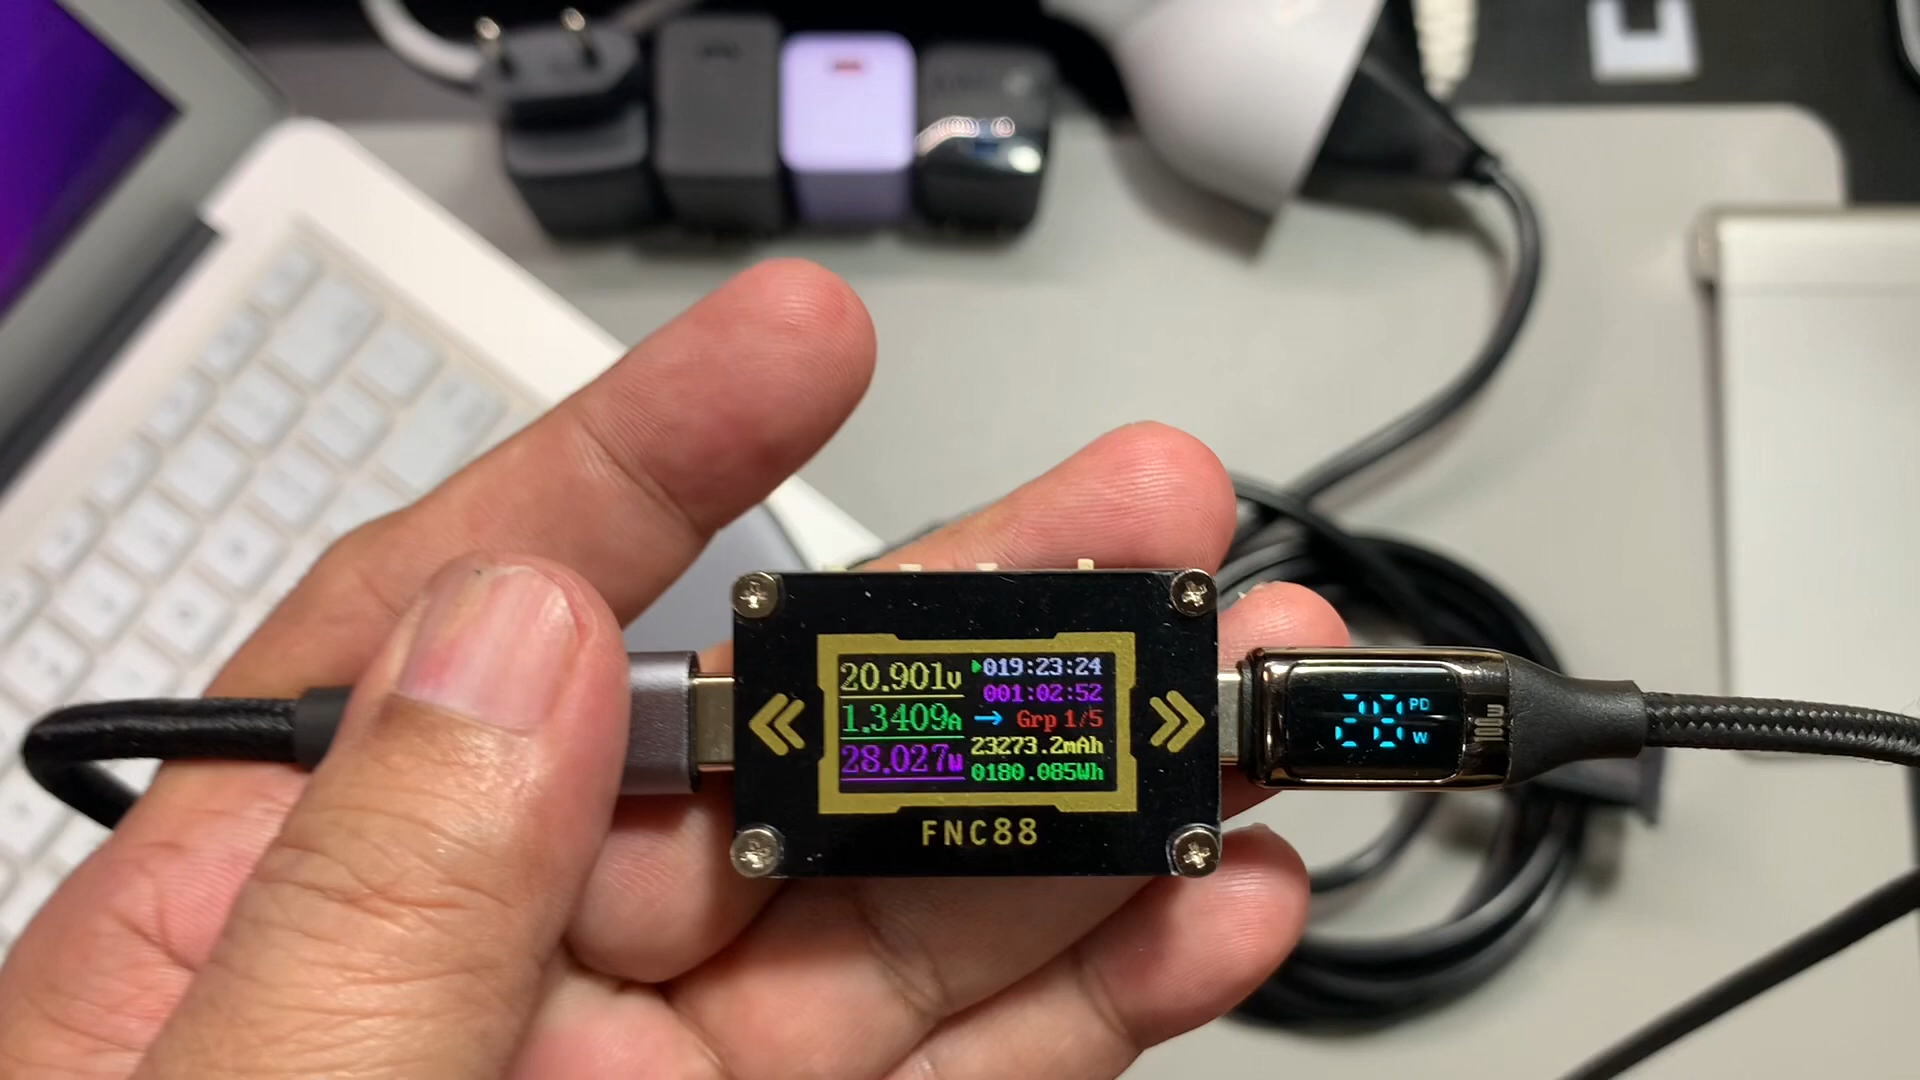 20.901V
1.3409A
28.027W
019:23:24
001:02:52
Grp 1/5
23273.2mAh
0180.085Wh
FNC88
28
PD
W
100W